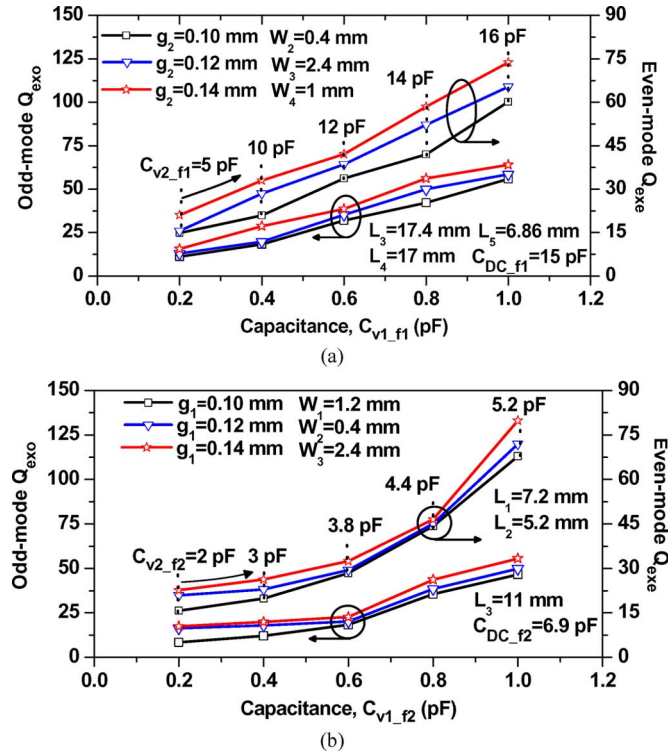 150
125
100
75
50
25
0
Odd-mode Q_exo
g_2=0.10 mm W_2=0.4 mm
g_2=0.12 mm W_3=2.4 mm
g_2=0.14 mm W_4=1 mm
C_v2_f1=5 pF
10 pF
12 pF
14 pF
16 pF
L_3=17.4 mm L_5=6.86 mm
L_4=17 mm C_DC_f1=15 pF
90
75
60
45
30
15
0
Even-mode Q_exe
0.0 0.2 0.4 0.6 0.8 1.0 1.2
Capacitance, C_v1_f1 (pF)
(a)
150
125
100
75
50
25
0
Odd-mode Q_exo
g_1=0.10 mm W_1=1.2 mm
g_1=0.12 mm W_2=0.4 mm
g_1=0.14 mm W_3=2.4 mm
C_v2_f2=2 pF
3 pF
3.8 pF
4.4 pF
5.2 pF
L_1=7.2 mm
L_2=5.2 mm
L_3=11 mm
C_DC_f2=6.9 pF
90
75
60
45
30
15
0
Even-mode Q_exe
0.0 0.2 0.4 0.6 0.8 1.0 1.2
Capacitance, C_v1_f2 (pF)
(b)